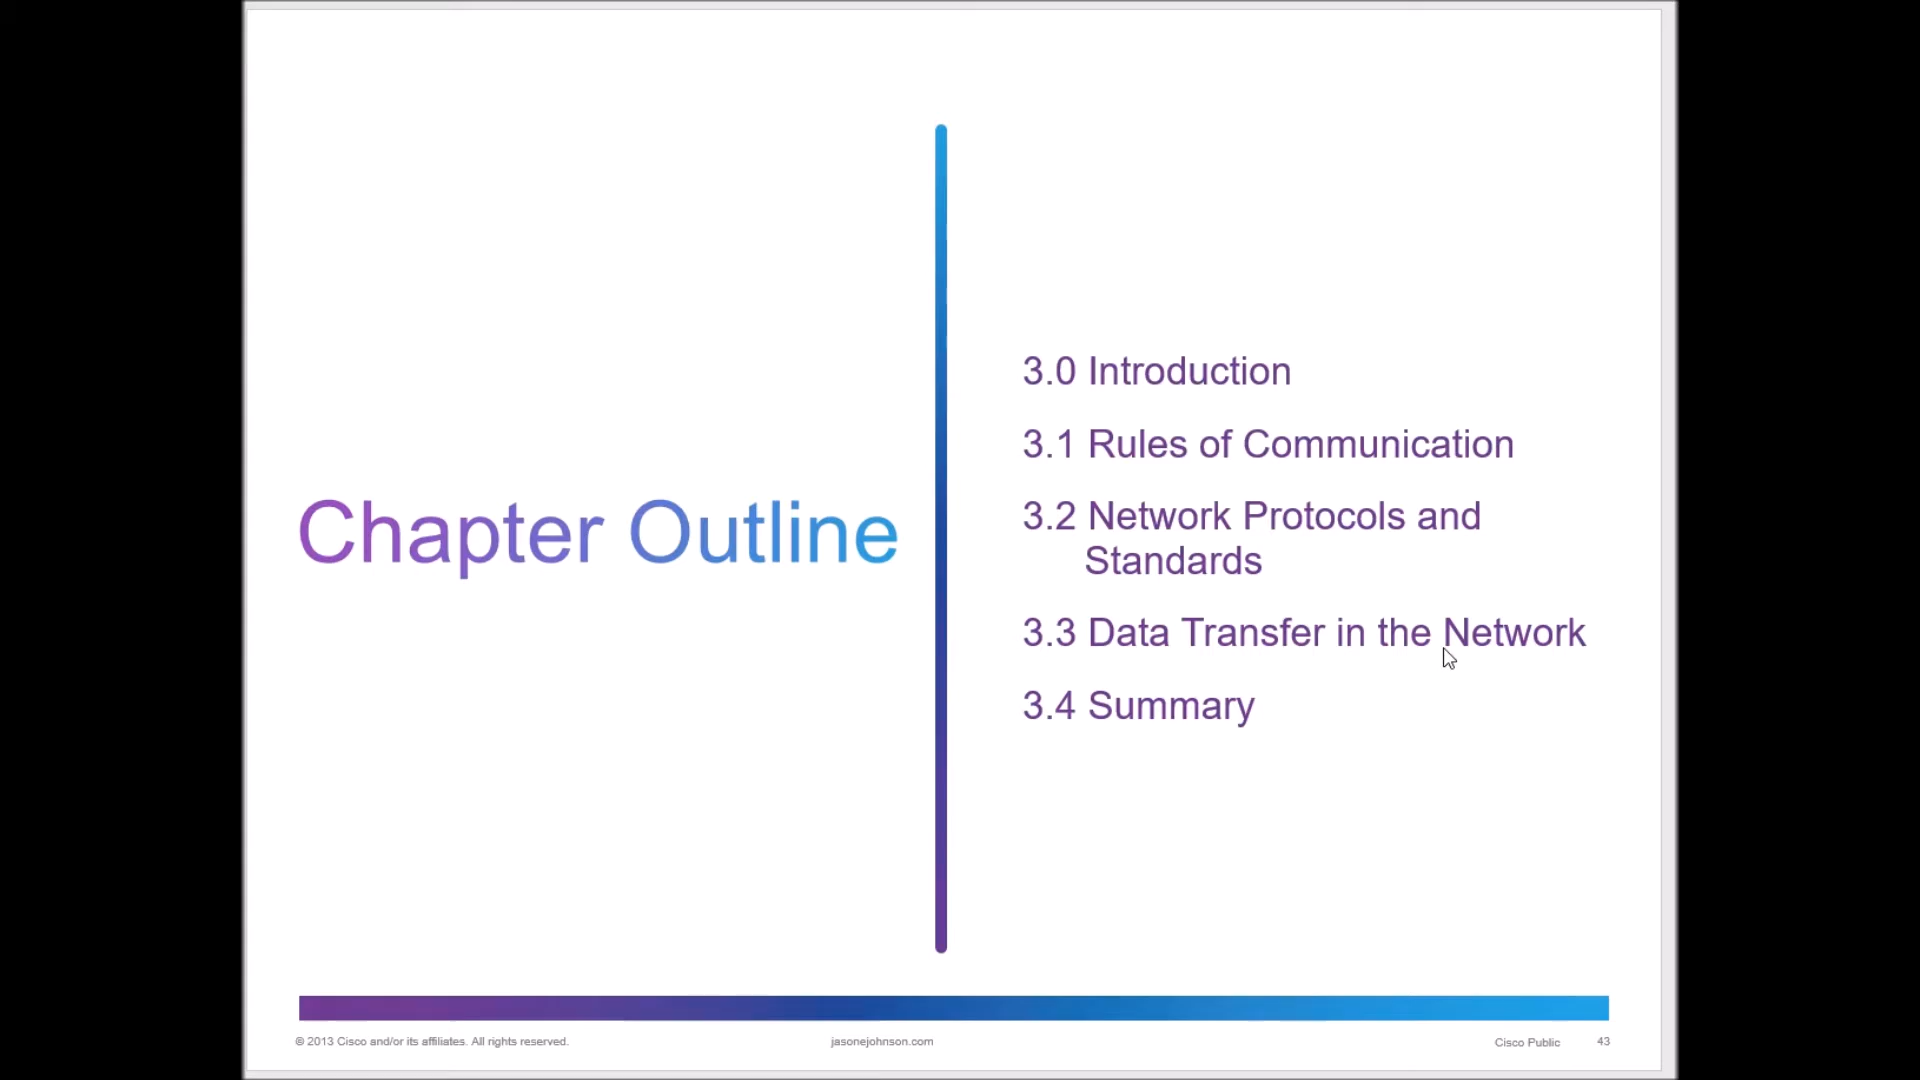 Chapter Outline
3.0 Introduction
3.1 Rules of Communication
3.2 Network Protocols and
Standards
3.3 Data Transfer in the Network
3.4 Summary
© 2013 Cisco and/or its affiliates. All rights reserved.
jasonejohnson.com
Cisco Public
43